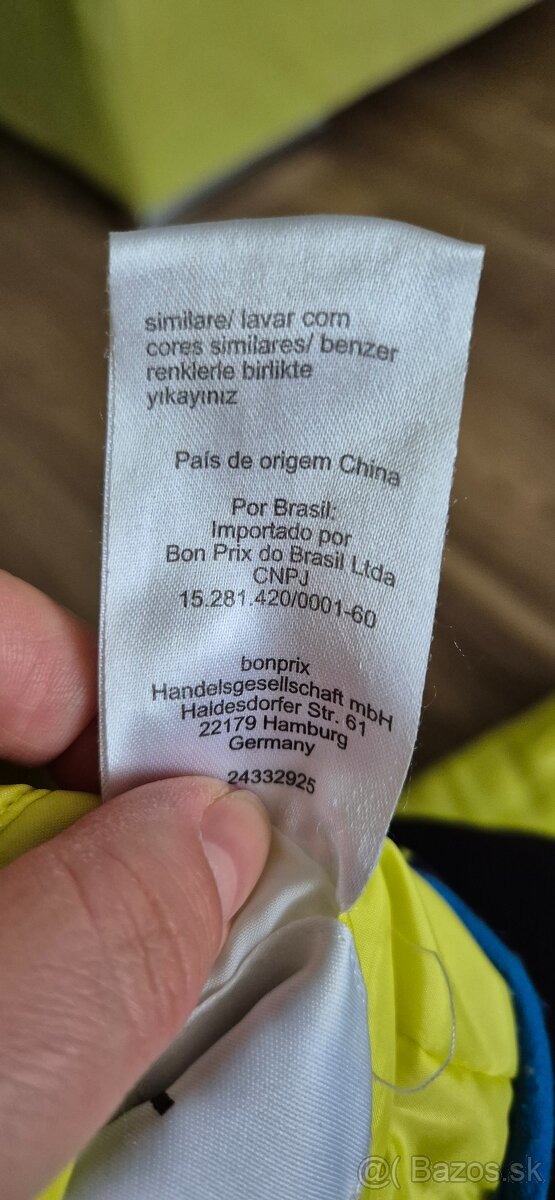 similare/ lavar com
cores similares/ benzer
renklerle birlikte
yıkayınız
País de origem China
Por Brasil:
Importado por
Bon Prix do Brasil Ltda
CNPJ
15.281.420/0001-60
bonprix
Handelsgesellschaft mbH
Haldesdorfer Str. 61
22179 Hamburg
Germany
24332925
Bazos.sk